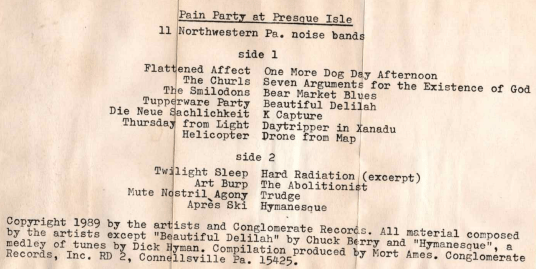 Pain Party at Presque Isle
11 Northwestern Pa. noise bands
side 1
Flattened Affect One More Dog Day Afternoon
The Churls Seven Arguments for the Existence of God
The Smilodons Bear Market Blues
Tupperware Party Beautiful Delilah
Die Neue Sachlichkeit K Capture
Thursday from Light Daytripper in Xanadu
Helicopter Drone from Map
side 2
Twilight Sleep Hard Radiation (excerpt)
Art Burp The Abolitionist
Mute Nostril Agony Trudge
Après Ski Hymanesque
Copyright 1989 by the artists and Conglomerate Records. All material composed
by the artists except "Beautiful Delilah" by Chuck Berry and "Hymanesque", a
medley of tunes by Dick Hyman. Compilation produced by Mort Ames. Conglomerate
Records, Inc. RD 2, Connellsville Pa. 15425.